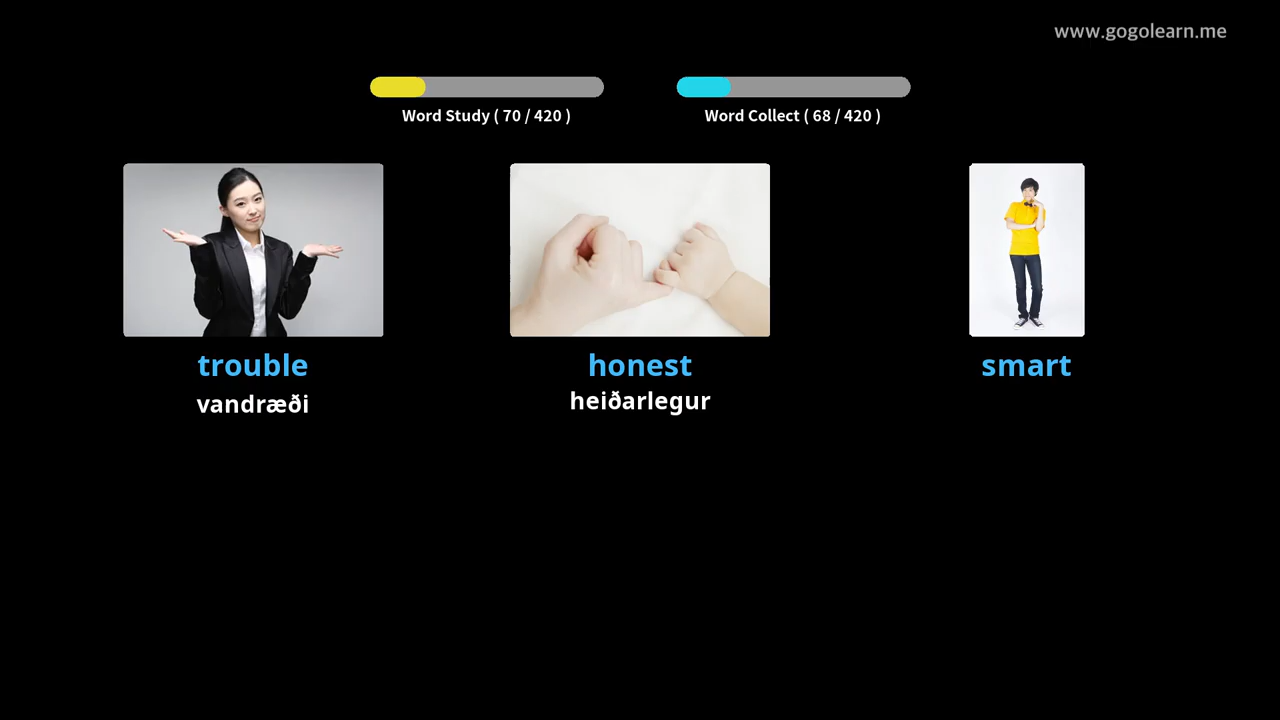 www.gogolearn.me
Word Study ( 70 / 420 )
Word Collect ( 68 / 420 )
trouble
vandræði
honest
heiðarlegur
smart